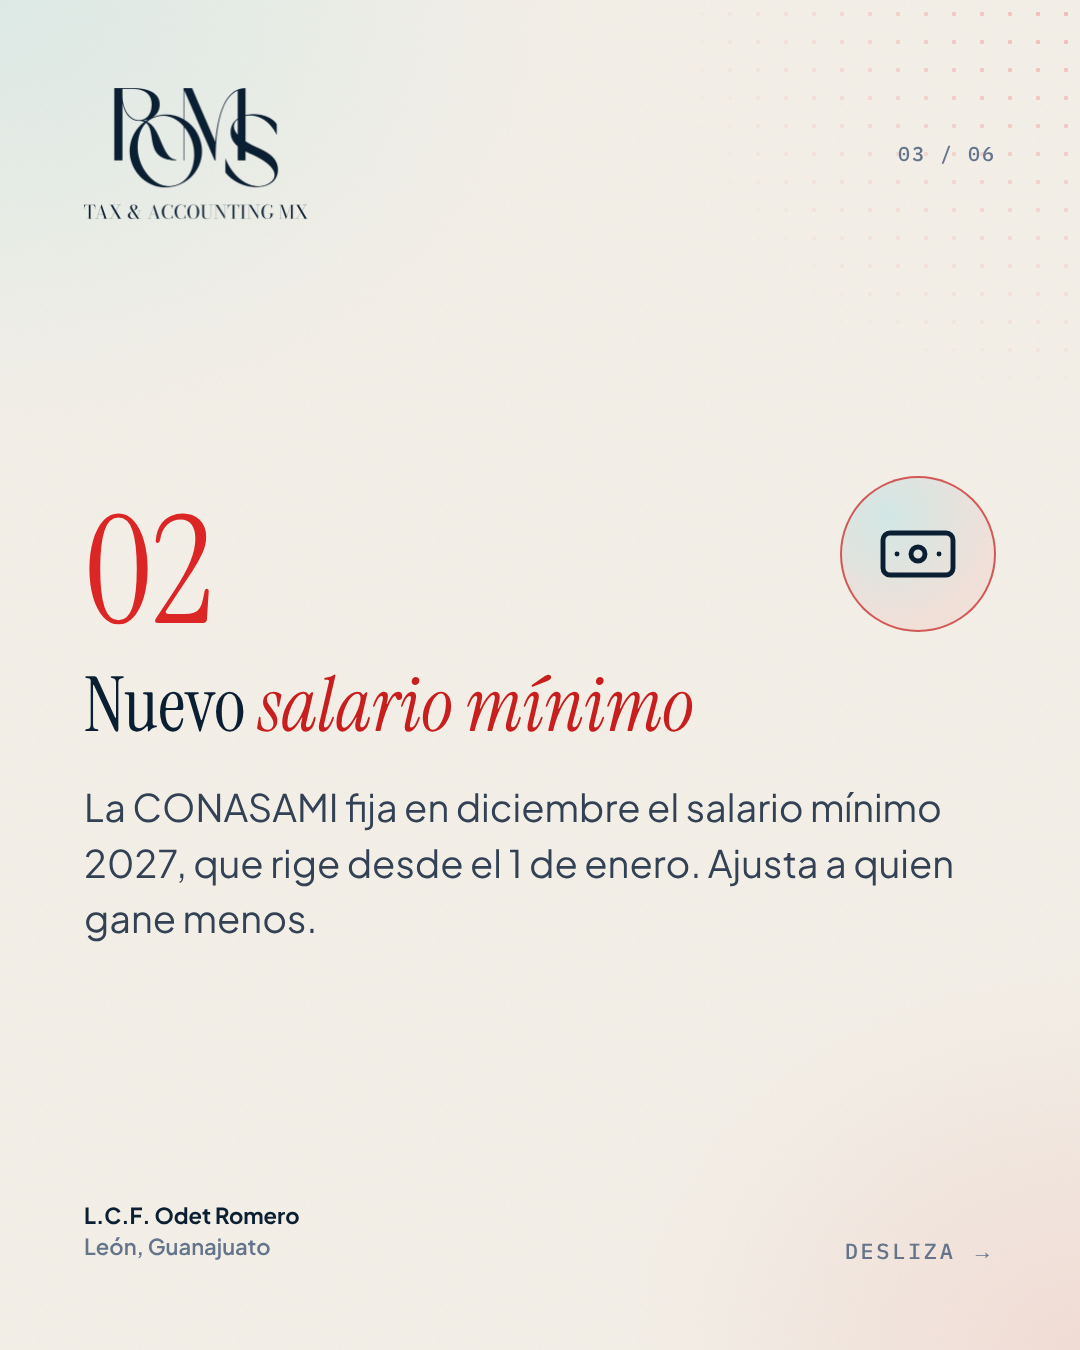 ROMS
TAX & ACCOUNTING MX
03 / 06
02
Nuevo salario mínimo
La CONASAMI fija en diciembre el salario mínimo
2027, que rige desde el 1 de enero. Ajusta a quien
gane menos.
L.C.F. Odet Romero
León, Guanajuato
DESLIZA →